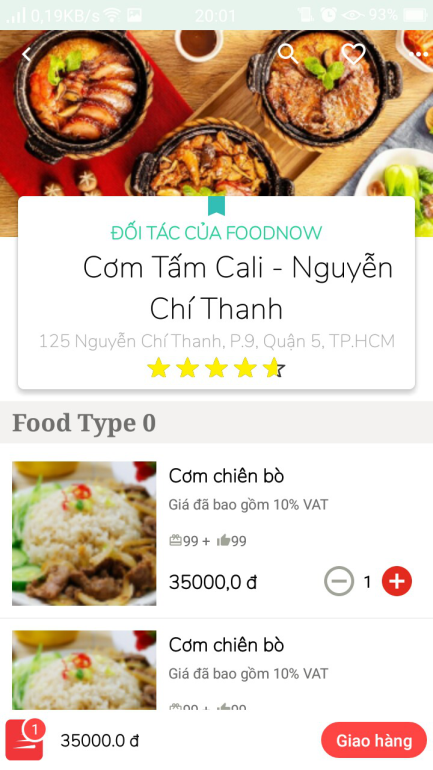 0,19KB/s 20:01 93%
ĐỐI TÁC CỦA FOODNOW
Cơm Tấm Cali - Nguyễn
Chí Thanh
125 Nguyễn Chí Thanh, P.9, Quận 5, TP.HCM
Food Type 0
Cơm chiên bò
Giá đã bao gồm 10% VAT
99 + 99
35000,0 đ 1
Cơm chiên bò
Giá đã bao gồm 10% VAT
99 + 99
1 35000.0 đ Giao hàng